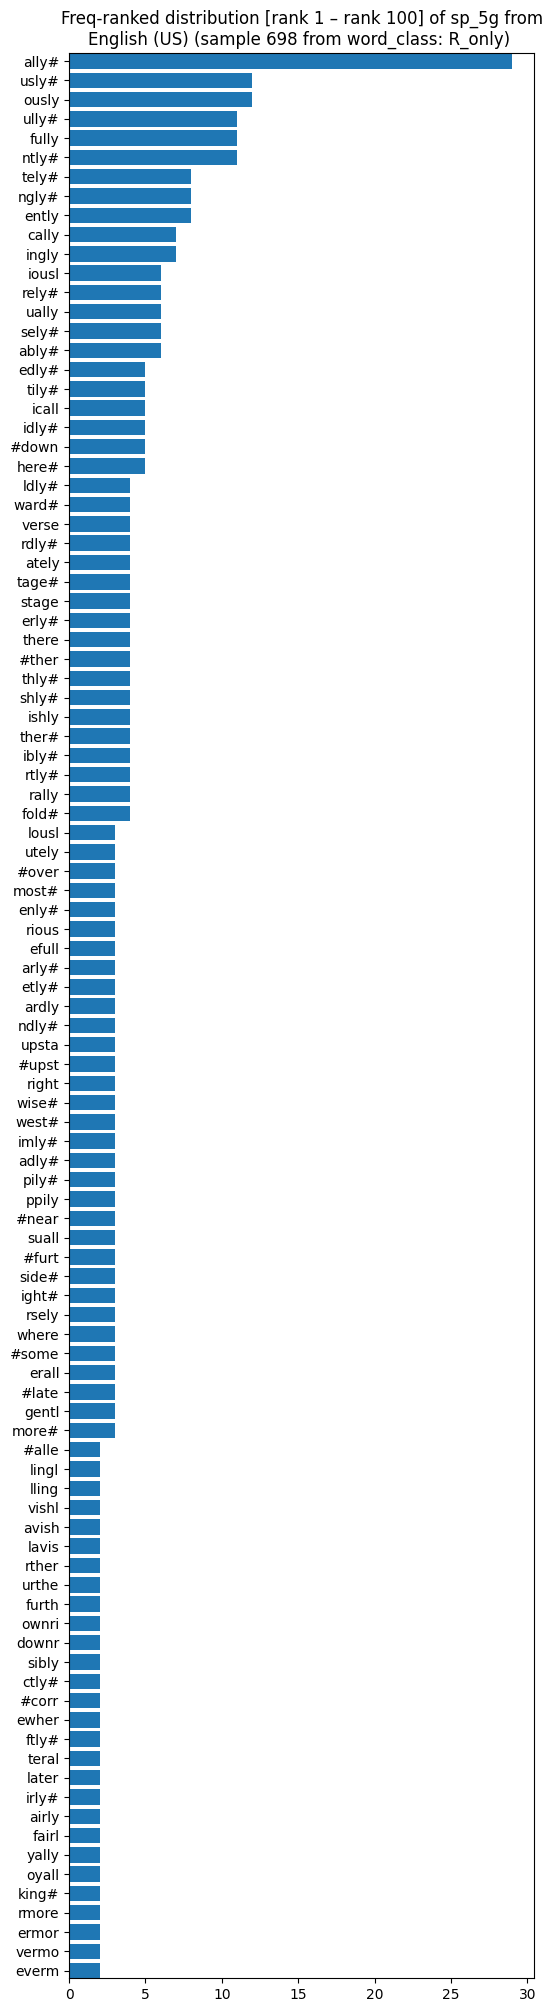 Freq-ranked distribution [rank 1 – rank 100] of sp_5g from
English (US) (sample 698 from word_class: R_only)
ally#
usly#
ously
ully#
fully
ntly#
tely#
ngly#
ently
cally
ingly
iousl
rely#
ually
sely#
ably#
edly#
tily#
icall
idly#
#down
here#
ldly#
ward#
verse
rdly#
ately
tage#
stage
erly#
there
#ther
thly#
shly#
ishly
ther#
ibly#
rtly#
rally
fold#
lousl
utely
#over
most#
enly#
rious
efull
arly#
etly#
ardly
ndly#
upsta
#upst
right
wise#
west#
imly#
adly#
pily#
ppily
#near
suall
#furt
side#
ight#
rsely
where
#some
erall
#late
gentl
more#
#alle
lingl
lling
vishl
avish
lavis
rther
urthe
furth
ownri
downr
sibly
ctly#
#corr
ewher
ftly#
teral
later
irly#
airly
fairl
yally
oyall
king#
rmore
ermor
vermo
everm
0 5 10 15 20 25 30